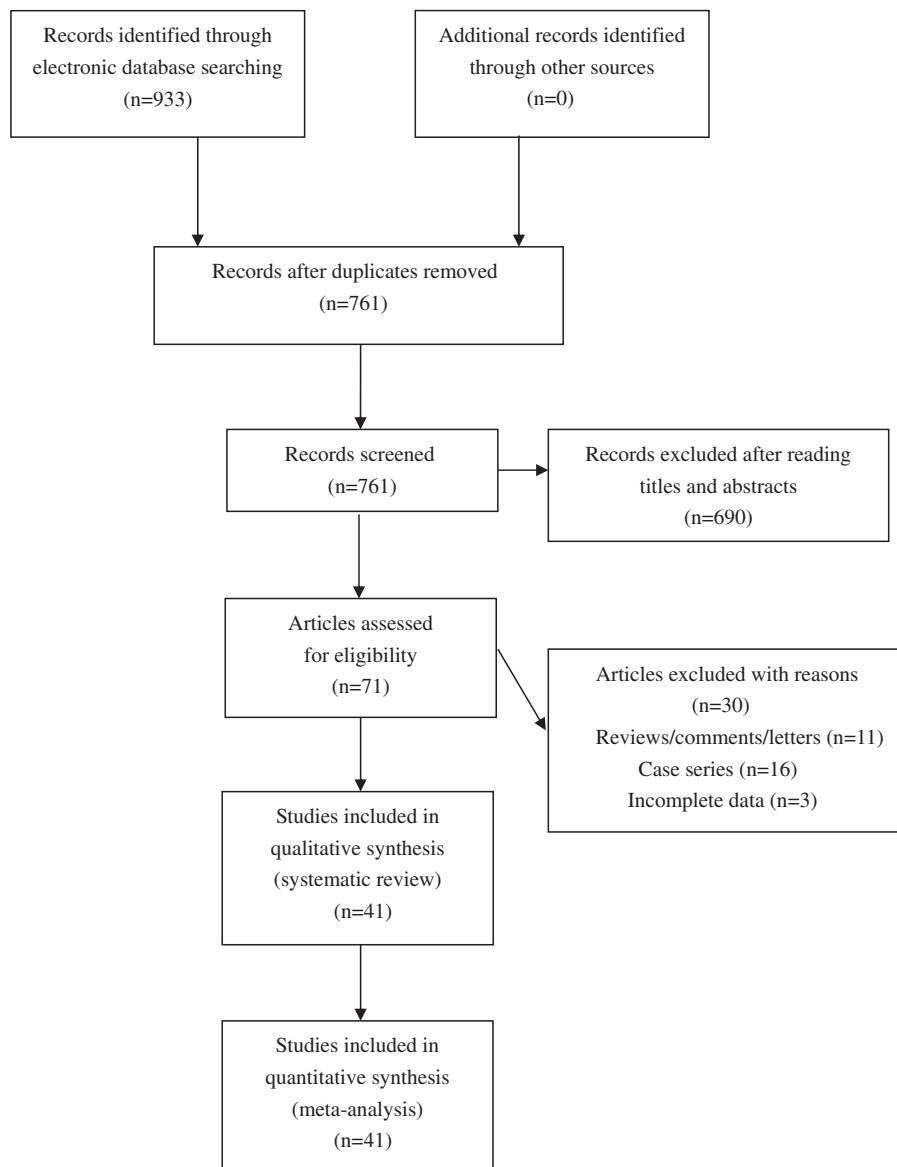 Records identified through
electronic database searching
(n=933)
Additional records identified
through other sources
(n=0)
Records after duplicates removed
(n=761)
Records screened
(n=761)
Records excluded after reading
titles and abstracts
(n=690)
Articles assessed
for eligibility
(n=71)
Articles excluded with reasons
(n=30)
Reviews/comments/letters (n=11)
Case series (n=16)
Incomplete data (n=3)
Studies included in
qualitative synthesis
(systematic review)
(n=41)
Studies included in
quantitative synthesis
(meta-analysis)
(n=41)